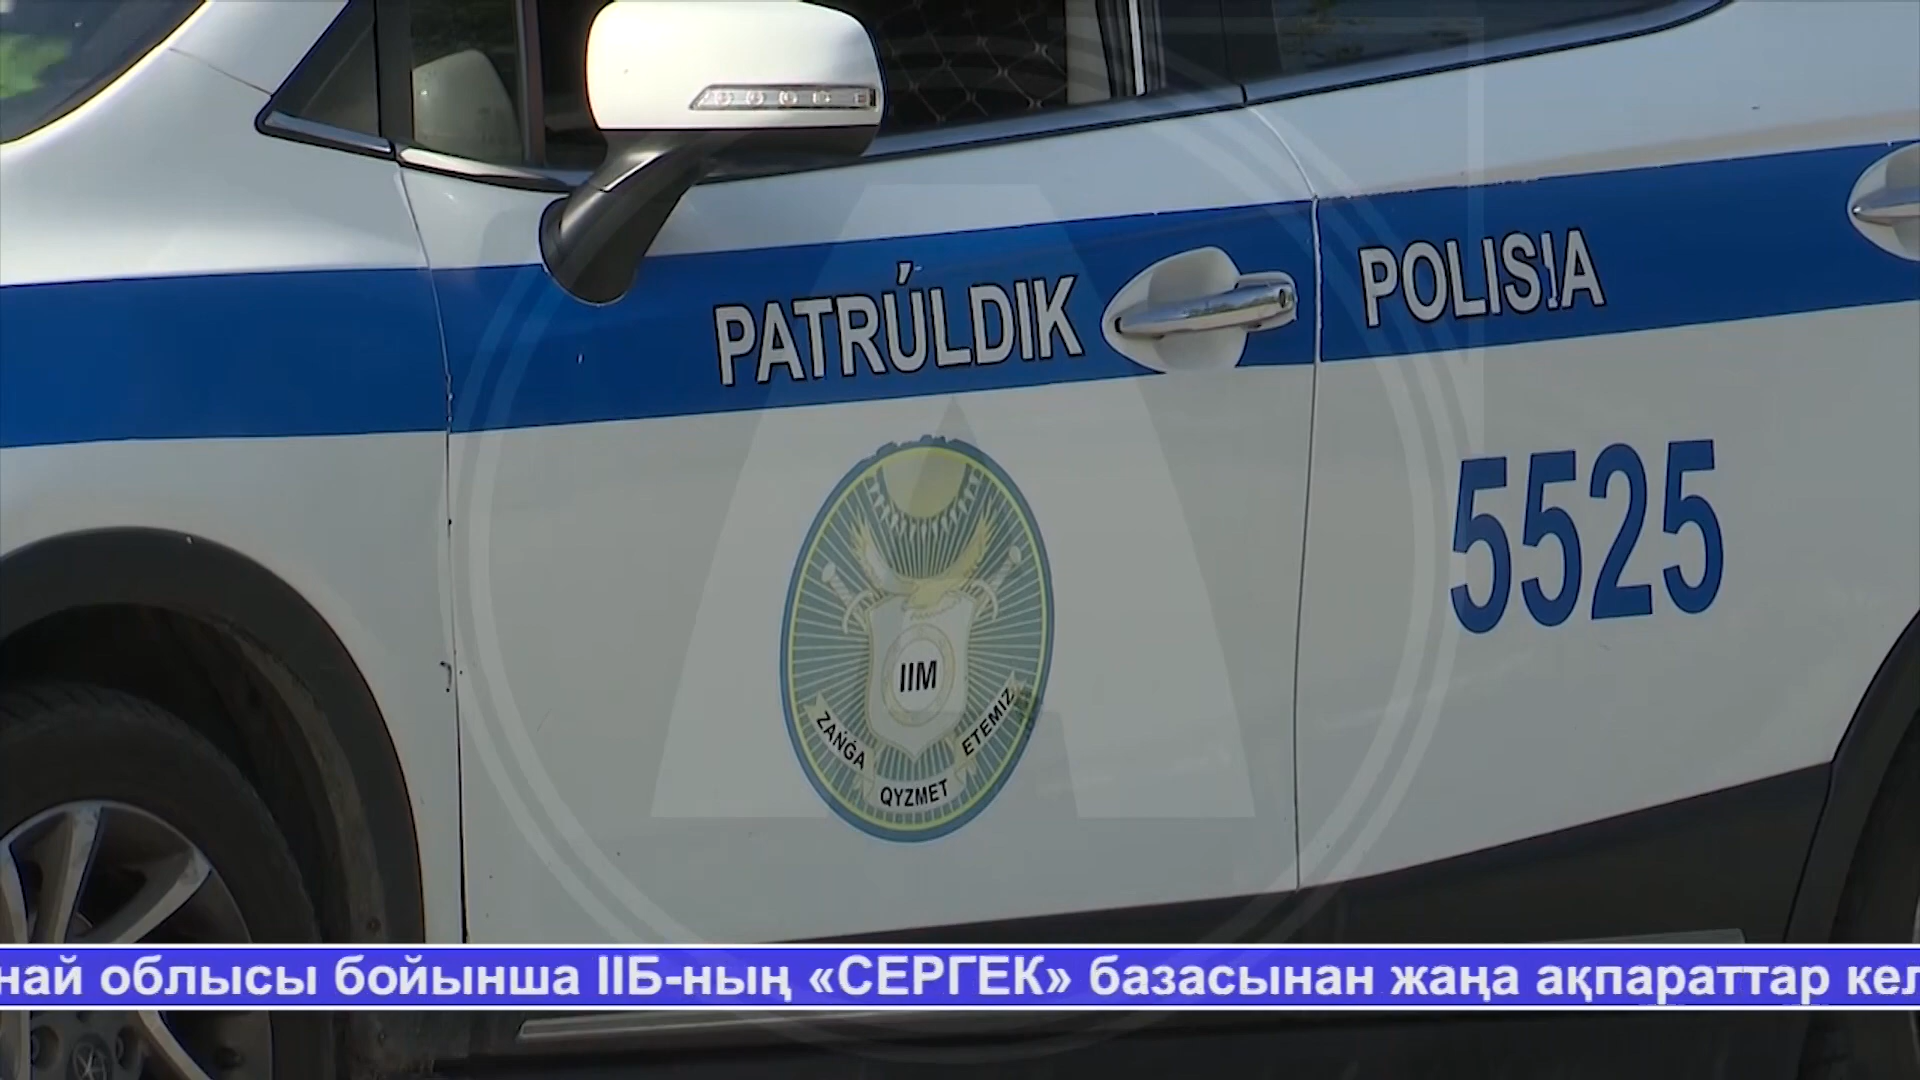 PATRÚLDIK POLISIA
5525
IIM
ZAŃǴA QYZMET ETEMIZ
най облысы бойынша ІІБ-ның «СЕРГЕК» базасынан жаңа ақпараттар кел